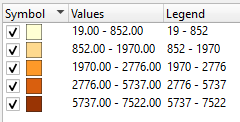 Symbol Values Legend
19.00 - 852.00 19 - 852
852.00 - 1970.00 852 - 1970
1970.00 - 2776.00 1970 - 2776
2776.00 - 5737.00 2776 - 5737
5737.00 - 7522.00 5737 - 7522